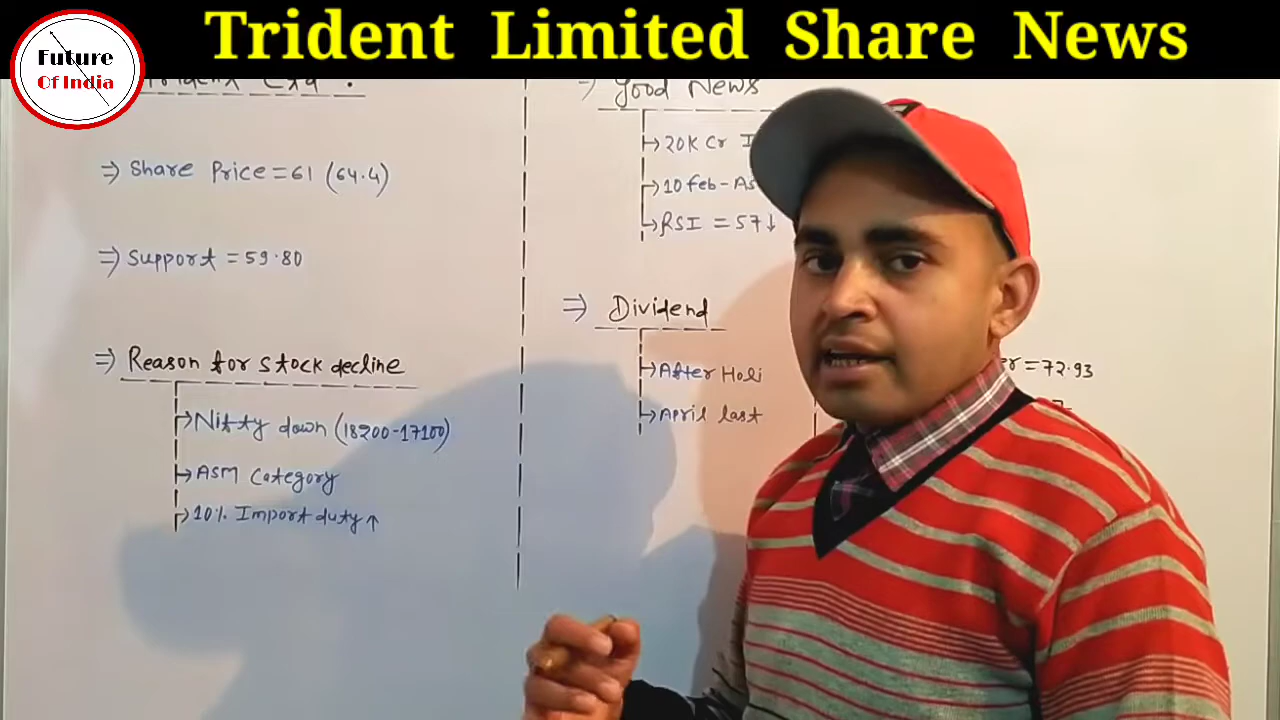 Trident Limited Share News
Future
Of India
Ltd.
⇒ Share Price = 61 (64.4)
⇒ Support = 59.80
⇒ Reason for stock decline
→ Nifty down (18200-17100)
→ ASM Category
→ 10% Import duty ↑
⇒ Good News
→ 20K Cr
→ 10 Feb -
→ RSI = 57 ↓
⇒ Dividend
→ After Holi
→ April last
= 72.93